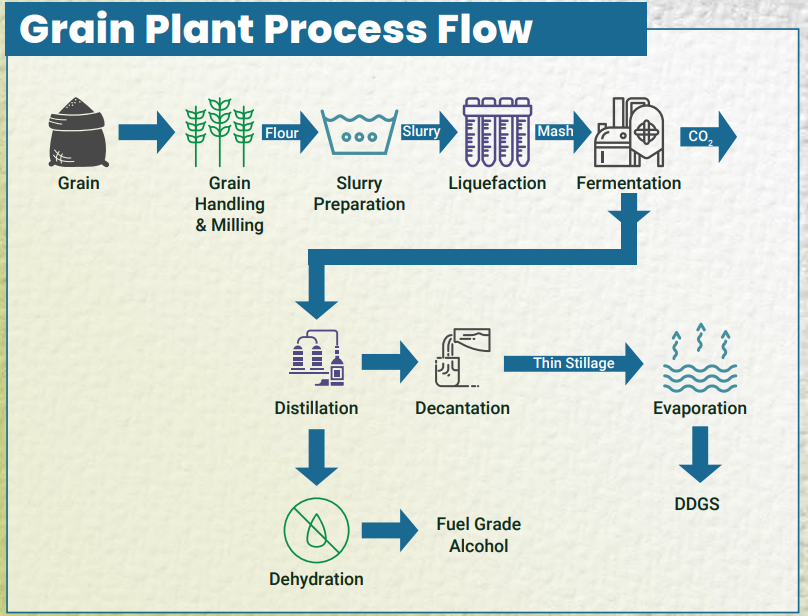 Grain Plant Process Flow
Flour
Slurry
Mash
CO₂
Grain
Grain
Handling
& Milling
Slurry
Preparation
Liquefaction
Fermentation
Thin Stillage
Distillation
Decantation
Evaporation
DDGS
Fuel Grade
Alcohol
Dehydration